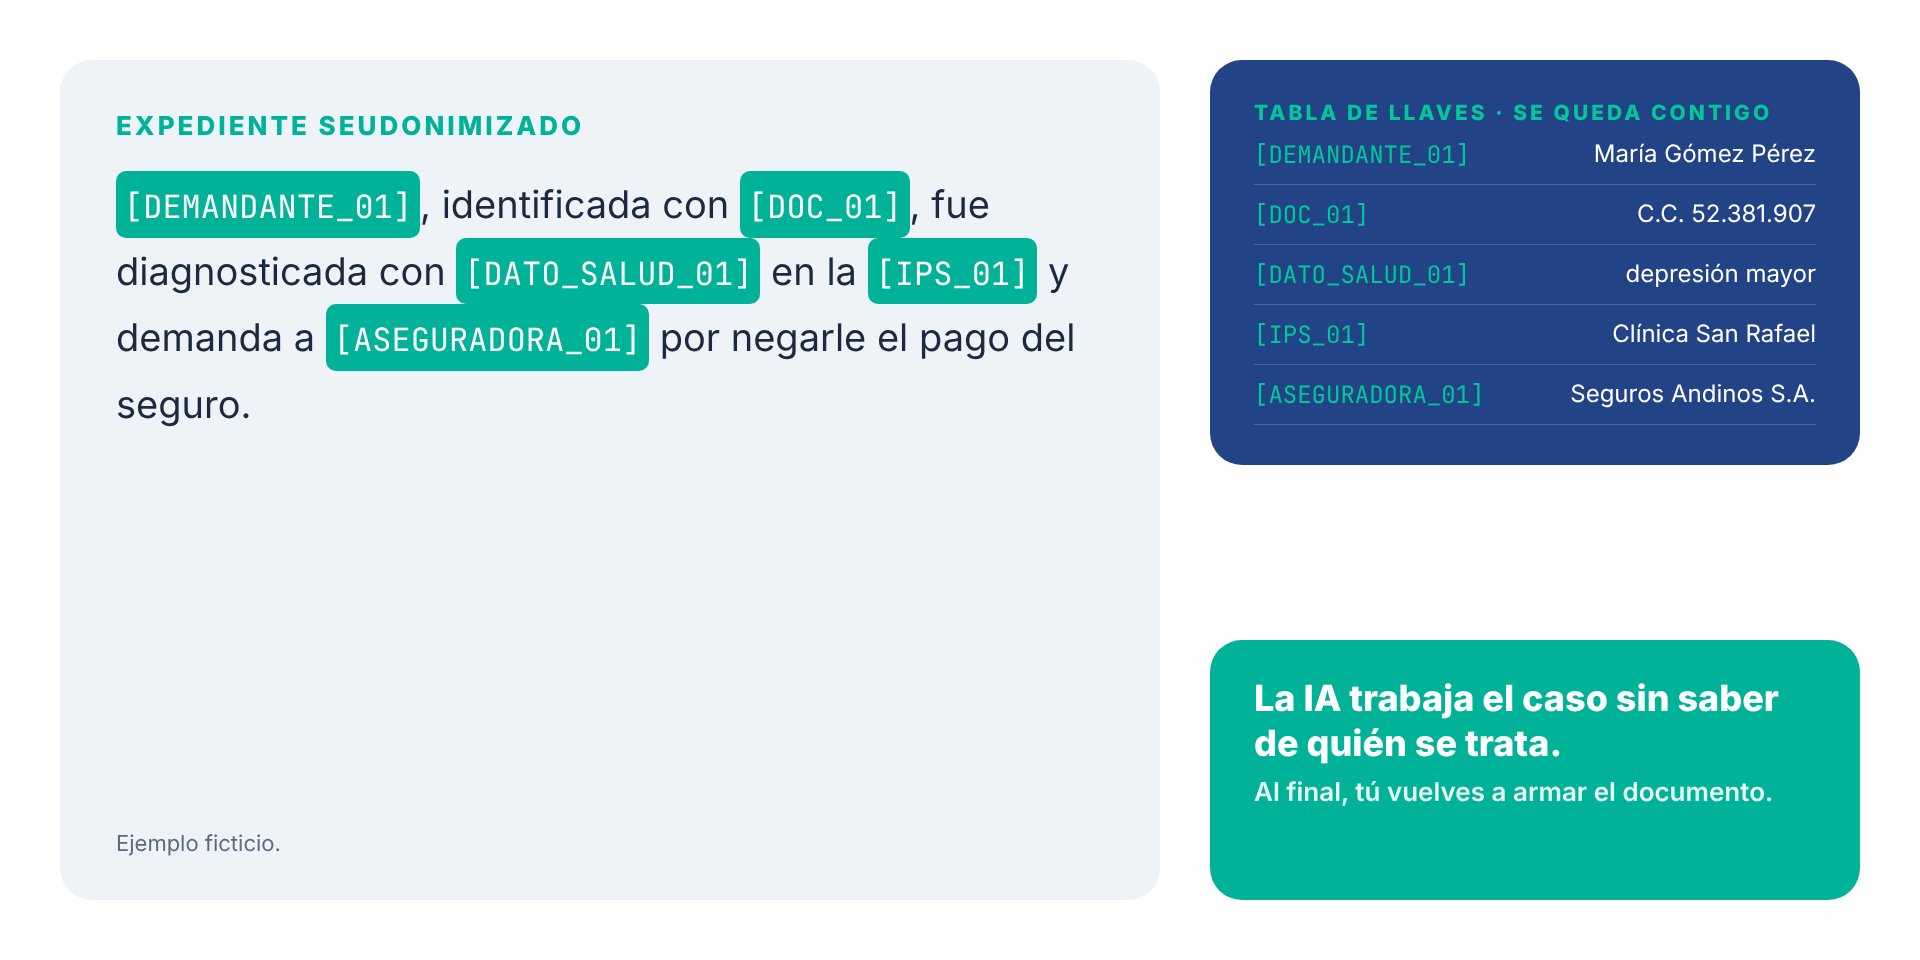 EXPEDIENTE SEUDONIMIZADO
[DEMANDANTE_01], identificada con [DOC_01], fue
diagnosticada con [DATO_SALUD_01] en la [IPS_01] y
demanda a [ASEGURADORA_01] por negarle el pago del
seguro.
Ejemplo ficticio.
TABLA DE LLAVES · SE QUEDA CONTIGO
[DEMANDANTE_01] María Gómez Pérez
[DOC_01] C.C. 52.381.907
[DATO_SALUD_01] depresión mayor
[IPS_01] Clínica San Rafael
[ASEGURADORA_01] Seguros Andinos S.A.
La IA trabaja el caso sin saber
de quién se trata.
Al final, tú vuelves a armar el documento.